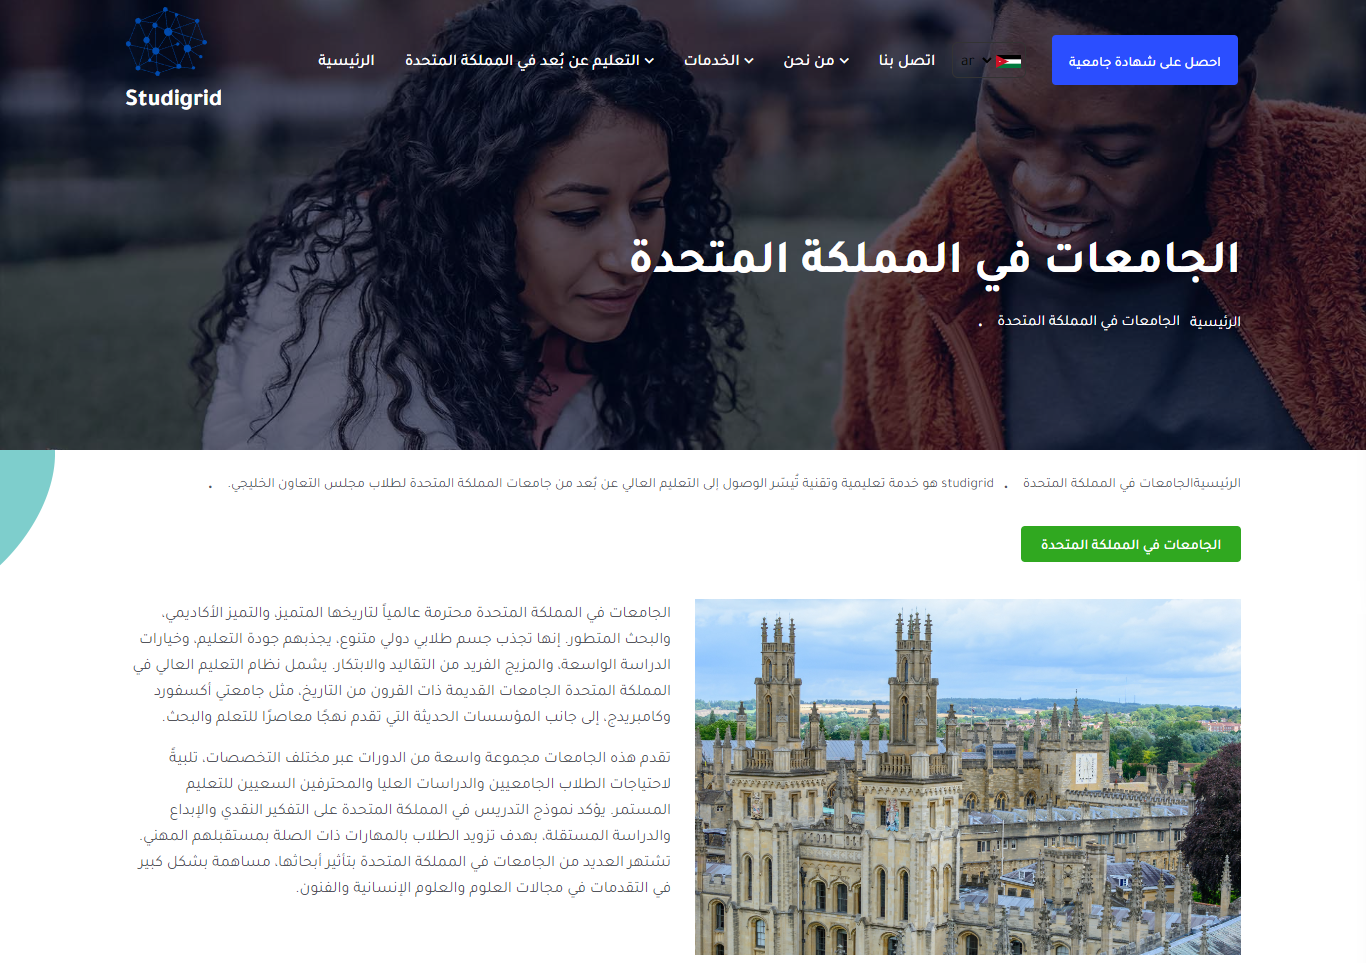 Studigrid
الرئيسية
التعليم عن بُعد في المملكة المتحدة
الخدمات
من نحن
اتصل بنا
ar
احصل على شهادة جامعية
الجامعات في المملكة المتحدة
الرئيسية الجامعات في المملكة المتحدة .
الرئيسيةالجامعات في المملكة المتحدة . studigrid هو خدمة تعليمية وتقنية تُيسّر الوصول إلى التعليم العالي عن بُعد من جامعات المملكة المتحدة لطلاب مجلس التعاون الخليجي. .
الجامعات في المملكة المتحدة
الجامعات في المملكة المتحدة محترمة عالمياً لتاريخها المتميز، والتميز الأكاديمي،
والبحث المتطور. إنها تجذب جسم طلابي دولي متنوع، يجذبهم جودة التعليم، وخيارات
الدراسة الواسعة، والمزيج الفريد من التقاليد والابتكار. يشمل نظام التعليم العالي في
المملكة المتحدة الجامعات القديمة ذات القرون من التاريخ، مثل جامعتي أكسفورد
وكامبريدج، إلى جانب المؤسسات الحديثة التي تقدم نهجًا معاصرًا للتعلم والبحث.
تقدم هذه الجامعات مجموعة واسعة من الدورات عبر مختلف التخصصات، تلبيةً
لاحتياجات الطلاب الجامعيين والدراسات العليا والمحترفين السعيين للتعليم
المستمر. يؤكد نموذج التدريس في المملكة المتحدة على التفكير النقدي والإبداع
والدراسة المستقلة، بهدف تزويد الطلاب بالمهارات ذات الصلة بمستقبلهم المهني.
تشتهر العديد من الجامعات في المملكة المتحدة بتأثير أبحاثها، مساهمة بشكل كبير
في التقدمات في مجالات العلوم والعلوم الإنسانية والفنون.